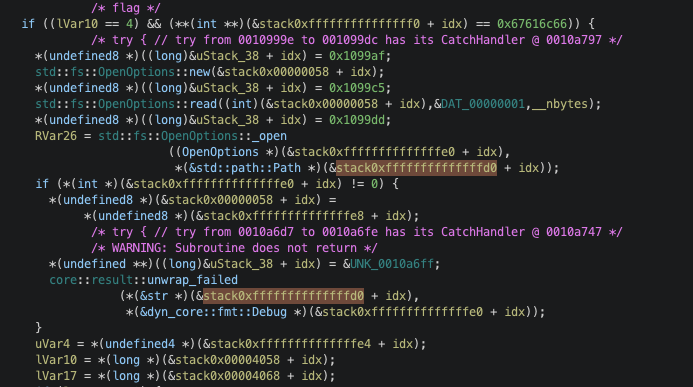 /* flag */
if ((lVar10 == 4) && (**(int **)(&stack0xfffffffffffffff0 + idx) == 0x67616c66)) {
/* try { // try from 0010999e to 001099dc has its CatchHandler @ 0010a797 */
*(undefined8 *)((long)&uStack_38 + idx) = 0x1099af;
std::fs::OpenOptions::new(&stack0x00000058 + idx);
*(undefined8 *)((long)&uStack_38 + idx) = 0x1099c5;
std::fs::OpenOptions::read((int)(&stack0x00000058 + idx),&DAT_00000001,__nbytes);
*(undefined8 *)((long)&uStack_38 + idx) = 0x1099dd;
RVar26 = std::fs::OpenOptions::_open
((OpenOptions *)(&stack0xffffffffffffffe0 + idx),
*(&std::path::Path *)(&stack0xffffffffffffffd0 + idx));
if (*(int *)(&stack0xffffffffffffffe0 + idx) != 0) {
*(undefined8 *)(&stack0x00000058 + idx) =
*(undefined8 *)(&stack0xffffffffffffffe8 + idx);
/* try { // try from 0010a6d7 to 0010a6fe has its CatchHandler @ 0010a747 */
/* WARNING: Subroutine does not return */
*(undefined **)((long)&uStack_38 + idx) = &UNK_0010a6ff;
core::result::unwrap_failed
(*(&str *)(&stack0xffffffffffffffd0 + idx),
*(&dyn_core::fmt::Debug *)(&stack0xffffffffffffffe0 + idx));
}
uVar4 = *(undefined4 *)(&stack0xffffffffffffffe4 + idx);
lVar10 = *(long *)(&stack0x00004058 + idx);
lVar17 = *(long *)(&stack0x00004068 + idx);